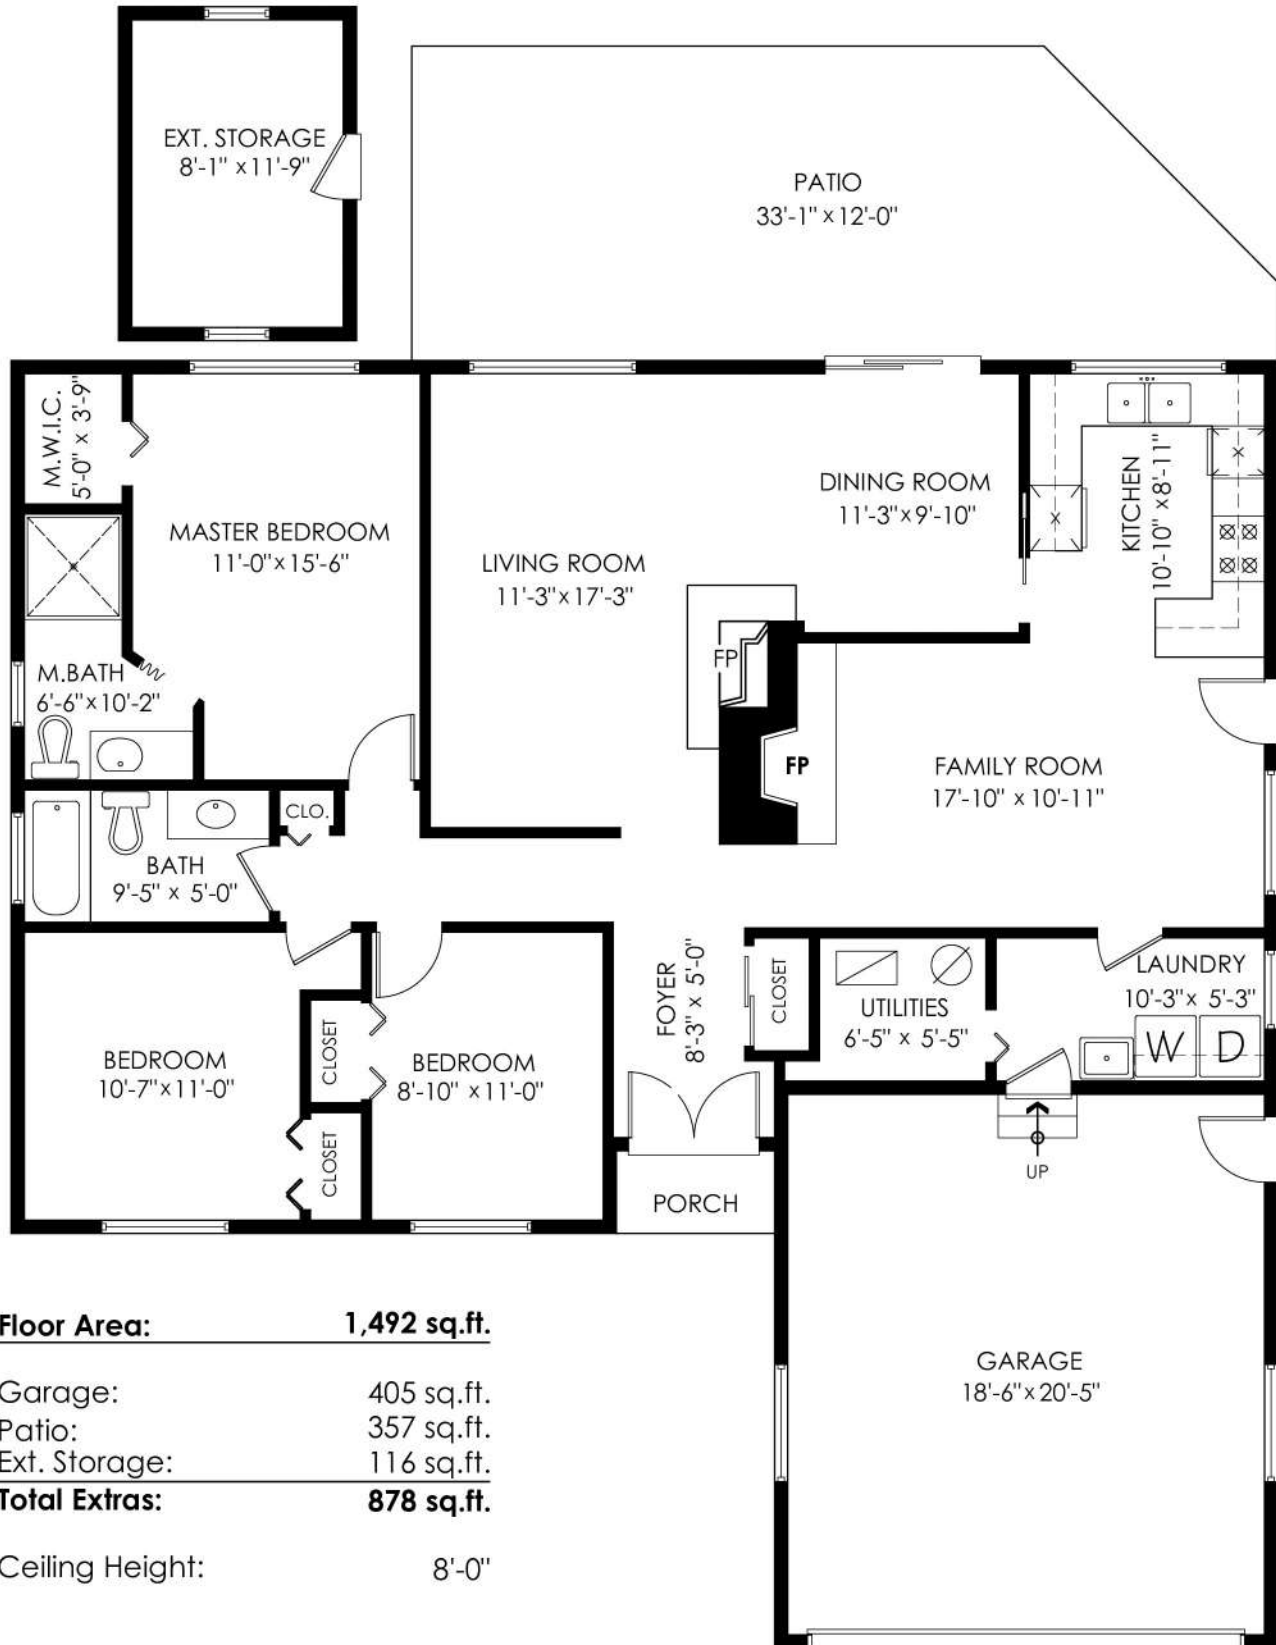 EXT. STORAGE
8'-1" x 11'-9"
PATIO
33'-1" x 12'-0"
M.W.I.C.
5'-0" x 3'-9"
MASTER BEDROOM
11'-0" x 15'-6"
LIVING ROOM
11'-3" x 17'-3"
DINING ROOM
11'-3" x 9'-10"
KITCHEN
10'-10" x 8'-11"
M.BATH
6'-6" x 10'-2"
FP
FP
FAMILY ROOM
17'-10" x 10'-11"
CLO.
BATH
9'-5" x 5'-0"
FOYER
8'-3" x 5'-0"
CLOSET
UTILITIES
6'-5" x 5'-5"
LAUNDRY
10'-3" x 5'-3"
W D
BEDROOM
10'-7" x 11'-0"
CLOSET
BEDROOM
8'-10" x 11'-0"
CLOSET
PORCH
UP
GARAGE
18'-6" x 20'-5"
Floor Area: 1,492 sq.ft.
Garage: 405 sq.ft.
Patio: 357 sq.ft.
Ext. Storage: 116 sq.ft.
Total Extras: 878 sq.ft.
Ceiling Height: 8'-0"